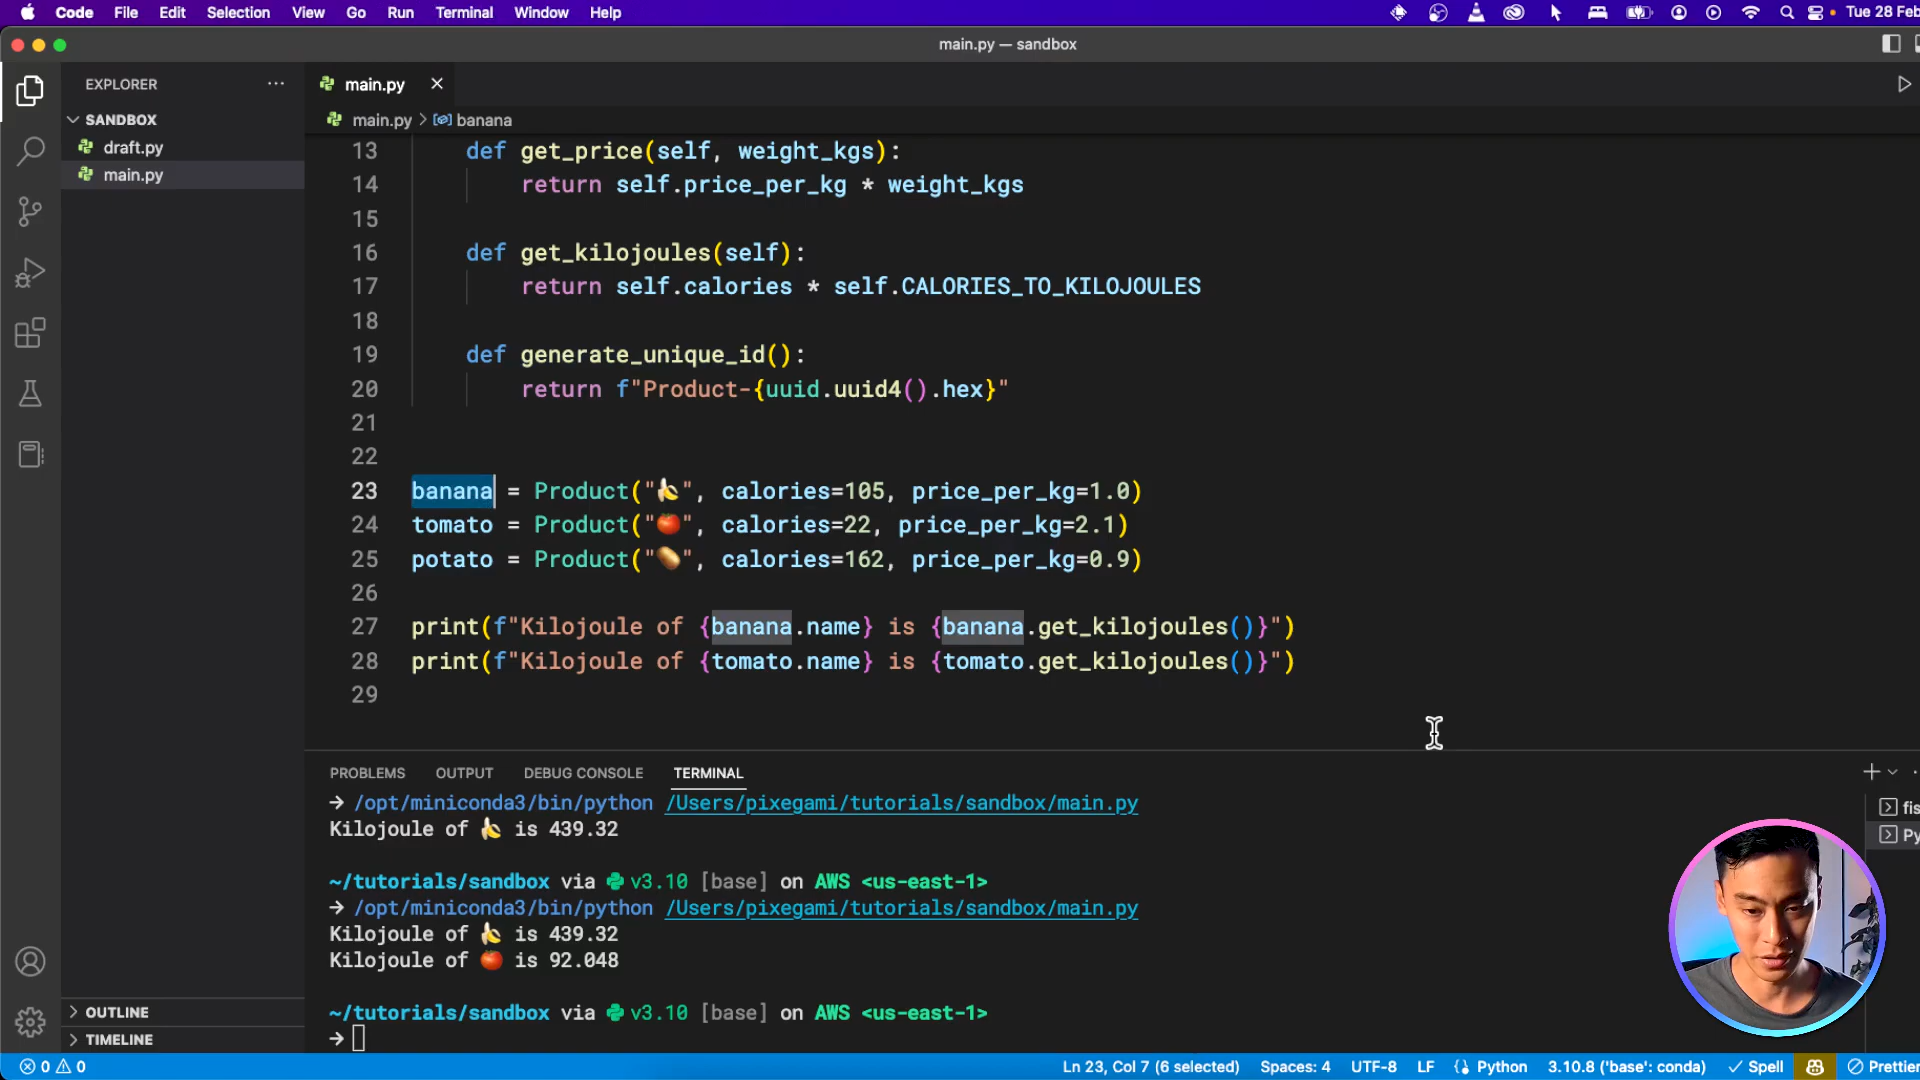 Code File Edit Selection View Go Run Terminal Window Help Tue 28 Feb
main.py — sandbox
EXPLORER
SANDBOX
draft.py
main.py
OUTLINE
TIMELINE
main.py
main.py > banana
13 def get_price(self, weight_kgs):
14 return self.price_per_kg * weight_kgs
15
16 def get_kilojoules(self):
17 return self.calories * self.CALORIES_TO_KILOJOULES
18
19 def generate_unique_id():
20 return f"Product-{uuid.uuid4().hex}"
21
22
23 banana = Product("🍌", calories=105, price_per_kg=1.0)
24 tomato = Product("🍅", calories=22, price_per_kg=2.1)
25 potato = Product("🥔", calories=162, price_per_kg=0.9)
26
27 print(f"Kilojoule of {banana.name} is {banana.get_kilojoules()}")
28 print(f"Kilojoule of {tomato.name} is {tomato.get_kilojoules()}")
29
PROBLEMS OUTPUT DEBUG CONSOLE TERMINAL
→ /opt/miniconda3/bin/python /Users/pixegami/tutorials/sandbox/main.py
Kilojoule of 🍌 is 439.32
~/tutorials/sandbox via v3.10 [base] on AWS <us-east-1>
→ /opt/miniconda3/bin/python /Users/pixegami/tutorials/sandbox/main.py
Kilojoule of 🍌 is 439.32
Kilojoule of 🍅 is 92.048
~/tutorials/sandbox via v3.10 [base] on AWS <us-east-1>
→
fis
Py
0 0 Ln 23, Col 7 (6 selected) Spaces: 4 UTF-8 LF Python 3.10.8 ('base': conda) Spell Prettier